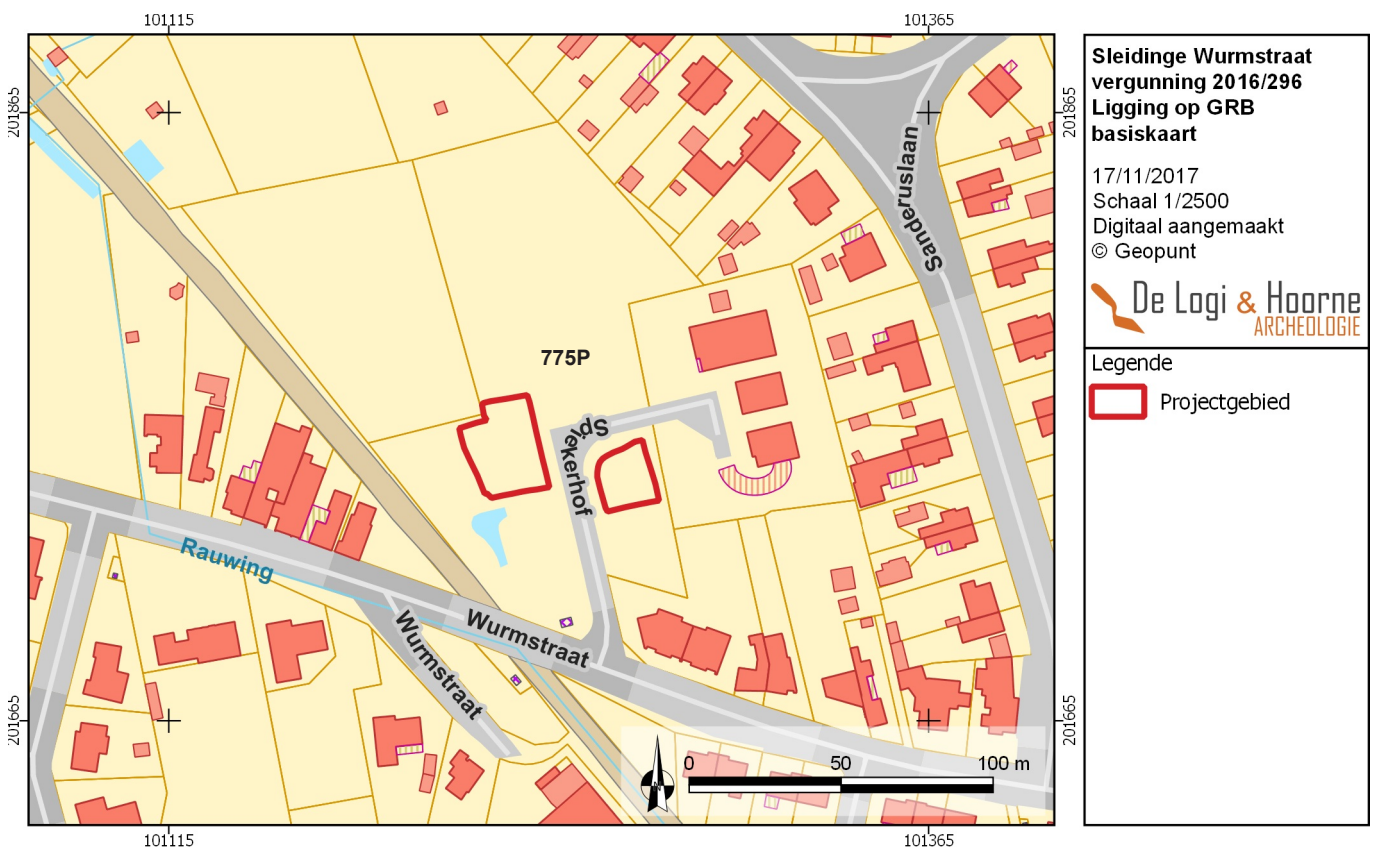 101115
101365
201865
201865
Sleidinge Wurmstraat
vergunning 2016/296
Ligging op GRB
basiskaart
17/11/2017
Schaal 1/2500
Digitaal aangemaakt
© Geopunt
De Logi & Hoorne
ARCHEOLOGIE
Legende
Projectgebied
Sanderuslaan
775P
Spiekerhof
Rauwing
Wurmstraat
Wurmstraat
201665
201665
0 50 100 m
N
101115
101365